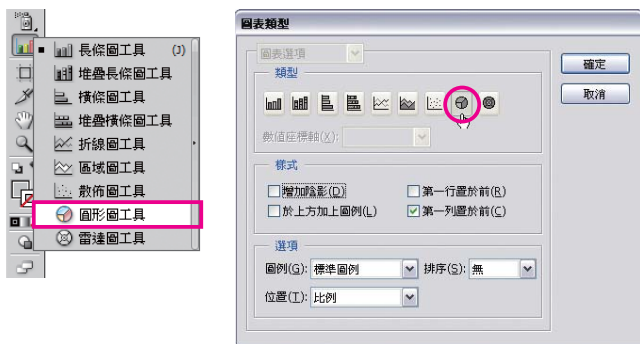 長條圖工具 (J)
堆疊長條圖工具
橫條圖工具
堆疊橫條圖工具
折線圖工具
區域圖工具
散佈圖工具
圓形圖工具
雷達圖工具
圖表類型
圖表選項
類型
數值座標軸(X):
樣式
增加陰影(D)
第一行置於前(R)
於上方加上圖例(L)
第一列置於前(C)
選項
圖例(G): 標準圖例
排序(S): 無
位置(T): 比例
確定
取消